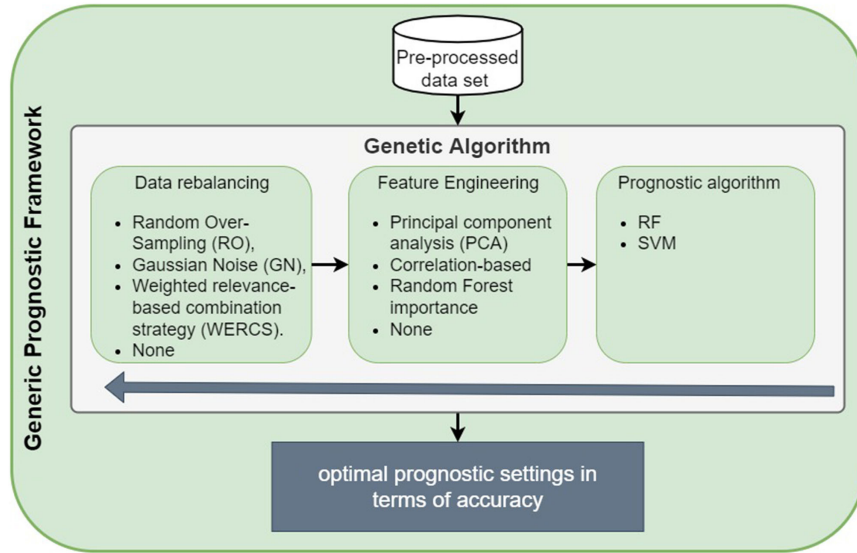 Generic Prognostic Framework
Pre-processed
data set
Genetic Algorithm
Data rebalancing
• Random Over-
Sampling (RO),
• Gaussian Noise (GN),
• Weighted relevance-
based combination
strategy (WERCS).
• None
Feature Engineering
• Principal component
analysis (PCA)
• Correlation-based
• Random Forest
importance
• None
Prognostic algorithm
• RF
• SVM
optimal prognostic settings in
terms of accuracy